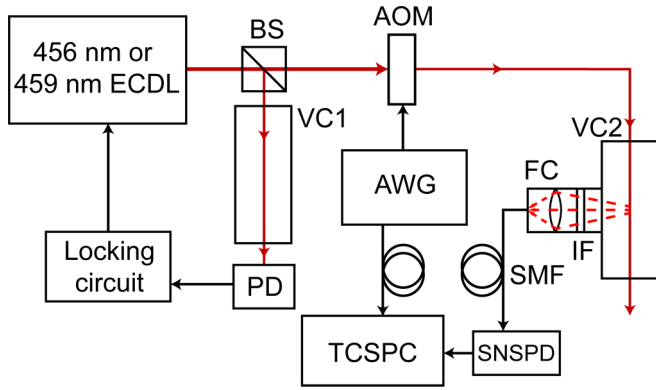 BS
AOM
456 nm or
459 nm ECDL
VC1
VC2
AWG
FC
IF
Locking
circuit
PD
SMF
TCSPC
SNSPD